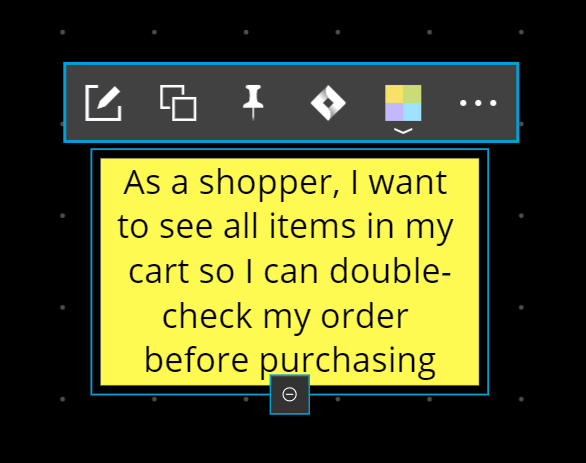 As a shopper, I want
to see all items in my
cart so I can double-
check my order
before purchasing